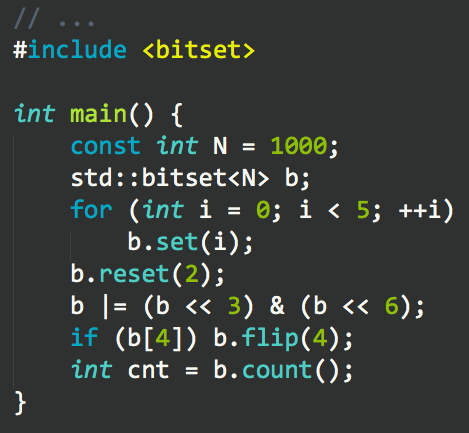 // ...
#include <bitset>
int main() {
const int N = 1000;
std::bitset<N> b;
for (int i = 0; i < 5; ++i)
b.set(i);
b.reset(2);
b |= (b << 3) & (b << 6);
if (b[4]) b.flip(4);
int cnt = b.count();
}